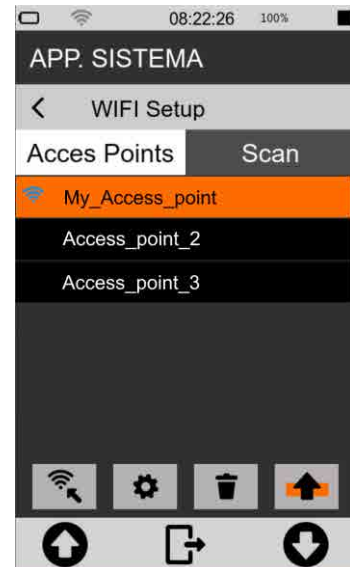 08:22:26 100%
APP. SISTEMA
WIFI Setup
Acces Points Scan
My_Access_point
Access_point_2
Access_point_3